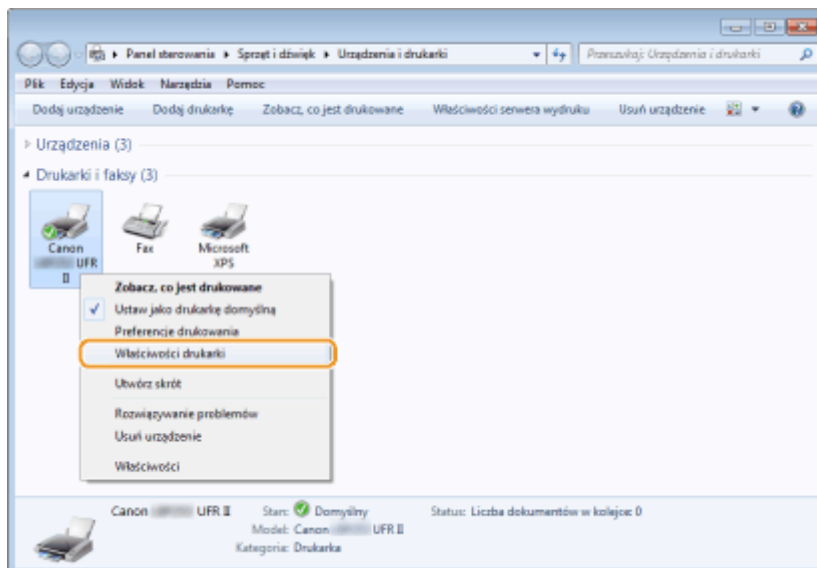 Panel sterowania ▸ Sprzęt i dźwięk ▸ Urządzenia i drukarki
Przeszukaj: Urządzenia i drukarki
Plik Edycja Widok Narzędzia Pomoc
Dodaj urządzenie Dodaj drukarkę Zobacz, co jest drukowane Właściwości serwera wydruku Usuń urządzenie
Urządzenia (3)
Drukarki i faksy (3)
Canon
UFR
II
Fax
Microsoft
XPS
Zobacz, co jest drukowane
Ustaw jako drukarkę domyślną
Preferencje drukowania
Właściwości drukarki
Utwórz skrót
Rozwiązywanie problemów
Usuń urządzenie
Właściwości
Canon UFR II Stan: Domyślny Status: Liczba dokumentów w kolejce: 0
Model: Canon UFR II
Kategoria: Drukarka